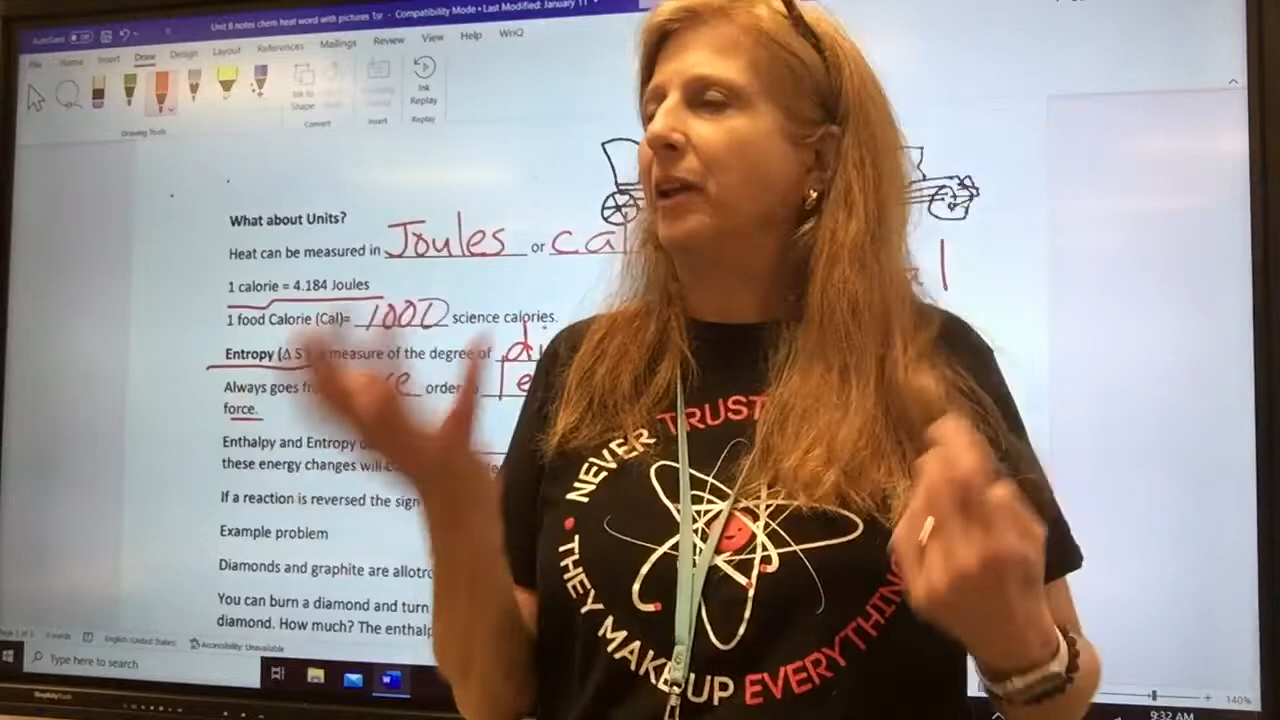 Unit 8 notes chem heat word with pictures 1sr - Compatibility Mode • Last Modified: January 11
AutoSave Off
File Home Insert Draw Design Layout References Mailings Review View Help WnQ
Ink to Shape
Ink Replay
Drawing Tools Convert Insert Replay
What about Units?
Heat can be measured in Joules or cal
1 calorie = 4.184 Joules
1 food Calorie (Cal)= 1000 science calories.
Entropy (Δ S measure of the degree of di
Always goes order
force.
Enthalpy and Entropy
these energy changes will
If a reaction is reversed the sign
Example problem
Diamonds and graphite are allotro
You can burn a diamond and turn
diamond. How much? The enthalp
English (United States) Accessibility: Unavailable
140%
Type here to search
9:32 AM
NEVER TRUST
THEY MAKE UP EVERYTHING